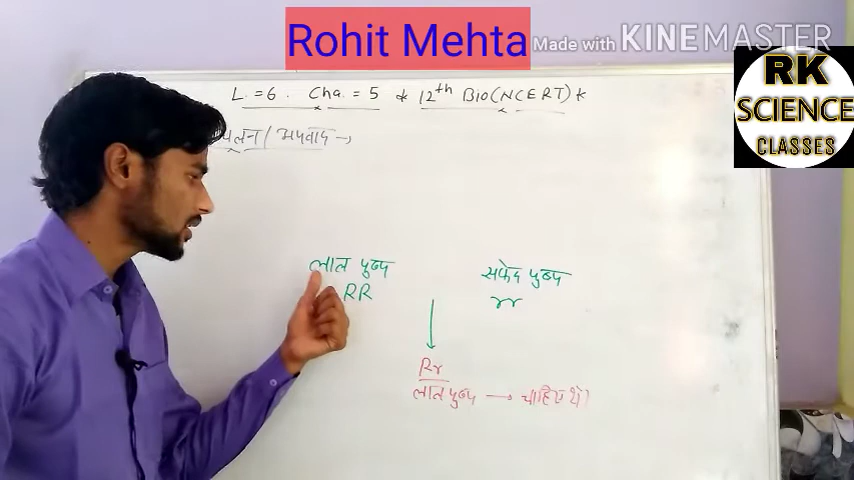 Rohit Mehta
Made with KINEMASTER
RK
SCIENCE
CLASSES
L.=6. Cha.=5 * 12th BIO(NCERT)*
/ अपवाद →
लाल पुष्प
सफेद पुष्प
RR
rr
Rr
लाल पुष्प → चाहिए थे।